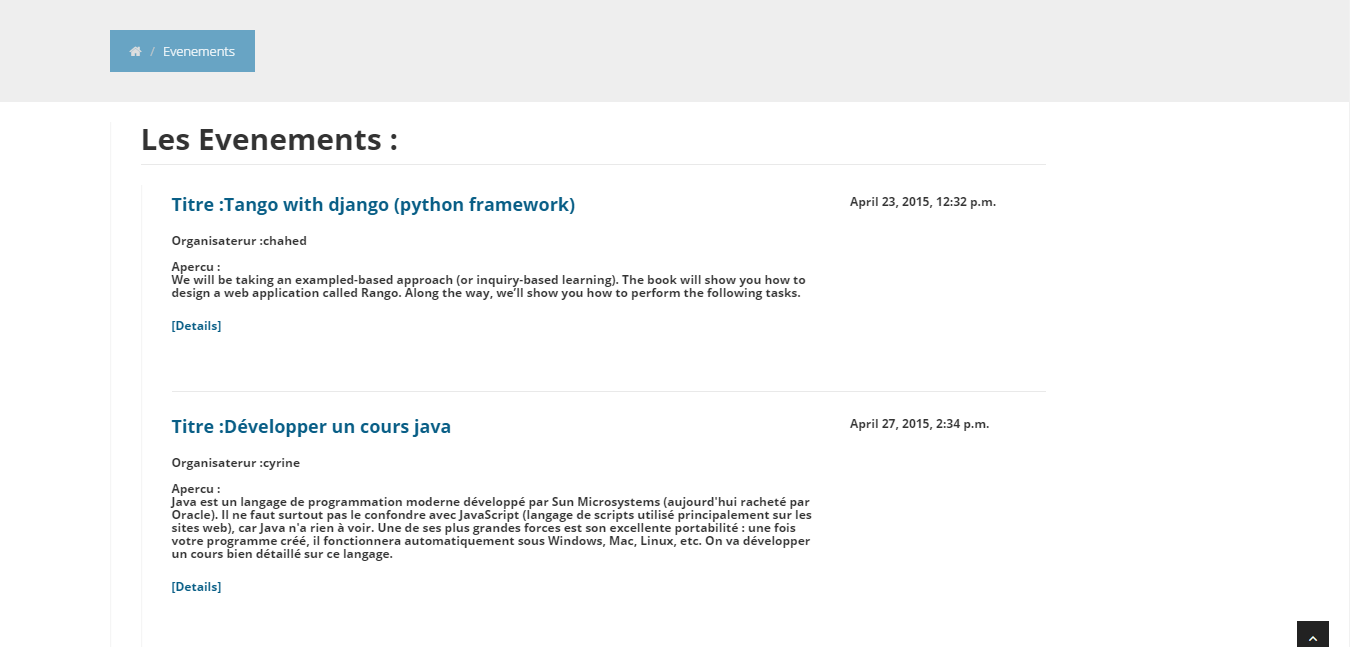 / Evenements
Les Evenements :
Titre :Tango with django (python framework)
April 23, 2015, 12:32 p.m.
Organisaterur :chahed
Apercu :
We will be taking an exampled-based approach (or inquiry-based learning). The book will show you how to
design a web application called Rango. Along the way, we’ll show you how to perform the following tasks.
[Details]
Titre :Développer un cours java
April 27, 2015, 2:34 p.m.
Organisaterur :cyrine
Apercu :
Java est un langage de programmation moderne développé par Sun Microsystems (aujourd'hui racheté par
Oracle). Il ne faut surtout pas le confondre avec JavaScript (langage de scripts utilisé principalement sur les
sites web), car Java n'a rien à voir. Une de ses plus grandes forces est son excellente portabilité : une fois
votre programme créé, il fonctionnera automatiquement sous Windows, Mac, Linux, etc. On va développer
un cours bien détaillé sur ce langage.
[Details]